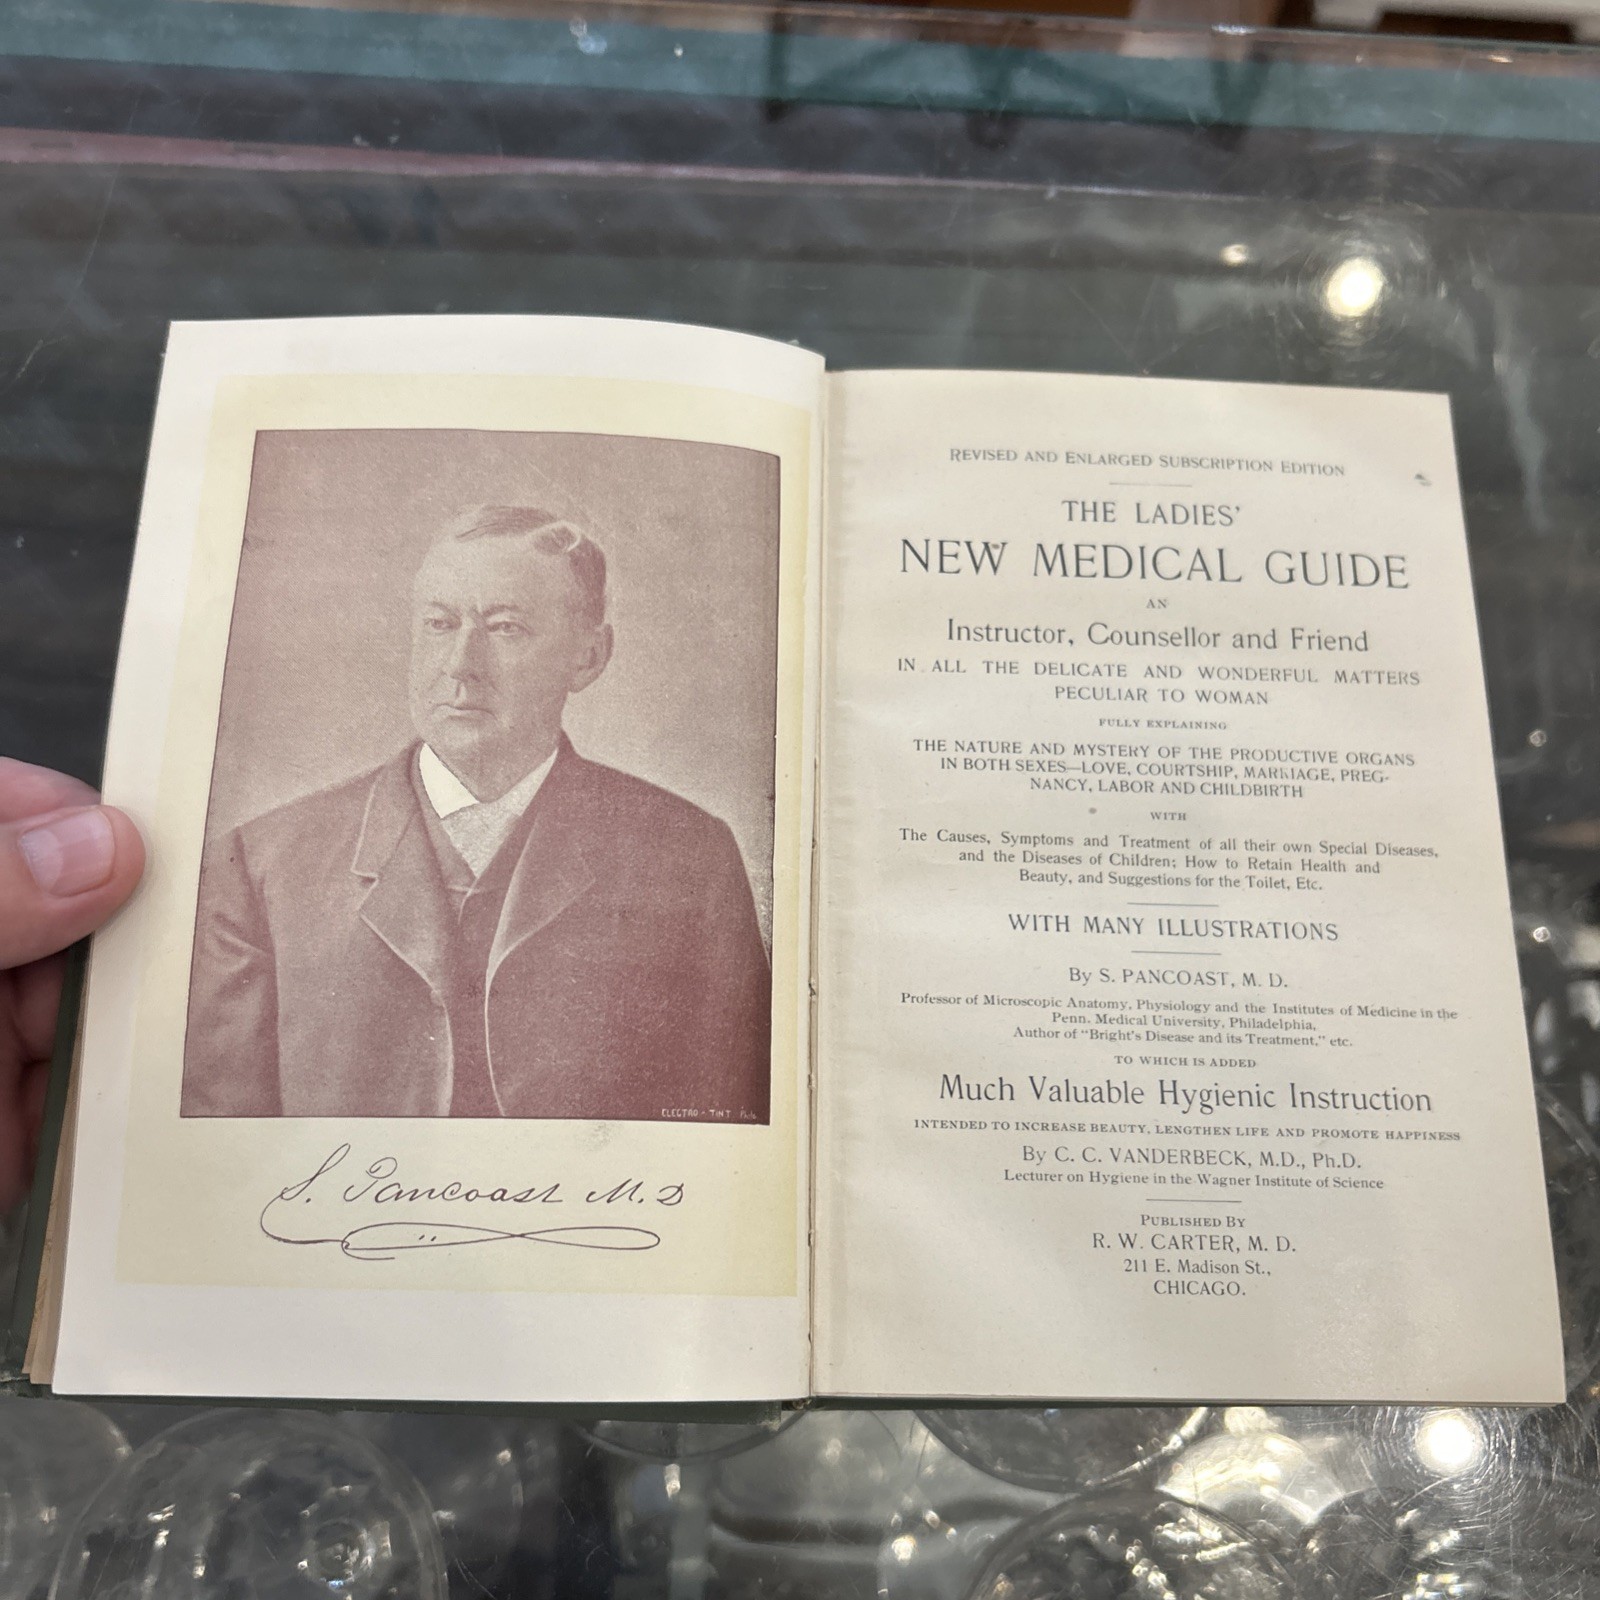 ELECTRO-TINT Phila.
S. Pancoast M.D
REVISED AND ENLARGED SUBSCRIPTION EDITION
THE LADIES'
NEW MEDICAL GUIDE
AN
Instructor, Counsellor and Friend
IN ALL THE DELICATE AND WONDERFUL MATTERS
PECULIAR TO WOMAN
FULLY EXPLAINING
THE NATURE AND MYSTERY OF THE PRODUCTIVE ORGANS
IN BOTH SEXES—LOVE, COURTSHIP, MARRIAGE, PREG-
NANCY, LABOR AND CHILDBIRTH
WITH
The Causes, Symptoms and Treatment of all their own Special Diseases,
and the Diseases of Children; How to Retain Health and
Beauty, and Suggestions for the Toilet, Etc.
WITH MANY ILLUSTRATIONS
By S. PANCOAST, M. D.
Professor of Microscopic Anatomy, Physiology and the Institutes of Medicine in the
Penn. Medical University, Philadelphia,
Author of "Bright's Disease and its Treatment," etc.
TO WHICH IS ADDED
Much Valuable Hygienic Instruction
INTENDED TO INCREASE BEAUTY, LENGTHEN LIFE AND PROMOTE HAPPINESS
By C. C. VANDERBECK, M.D., Ph.D.
Lecturer on Hygiene in the Wagner Institute of Science
PUBLISHED BY
R. W. CARTER, M. D.
211 E. Madison St.,
CHICAGO.